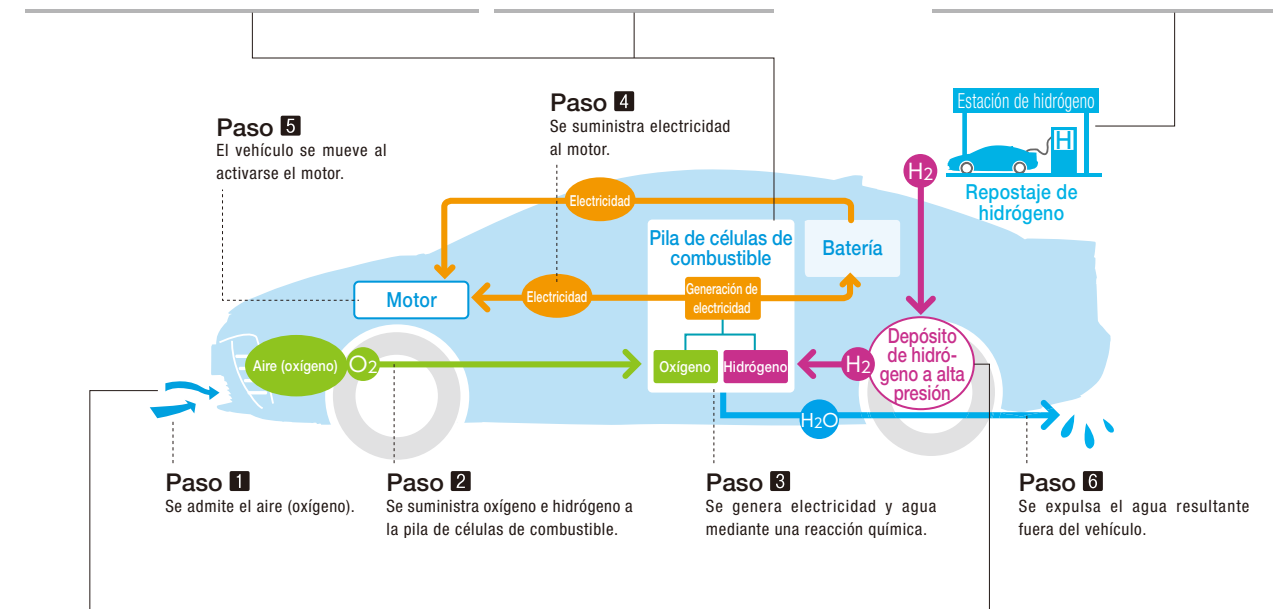 Paso 4
Se suministra electricidad
al motor.
Paso 5
El vehículo se mueve al
activarse el motor.
Estación de hidrógeno
H
H2
Repostaje de
hidrógeno
Electricidad
Pila de células de
combustible
Batería
Motor
Electricidad
Generación de
electricidad
Aire (oxígeno)
O2
Oxígeno
Hidrógeno
H2
Depósito
de hidró-
geno a alta
presión
H2O
Paso 1
Se admite el aire (oxígeno).
Paso 2
Se suministra oxígeno e hidrógeno a
la pila de células de combustible.
Paso 3
Se genera electricidad y agua
mediante una reacción química.
Paso 6
Se expulsa el agua resultante
fuera del vehículo.